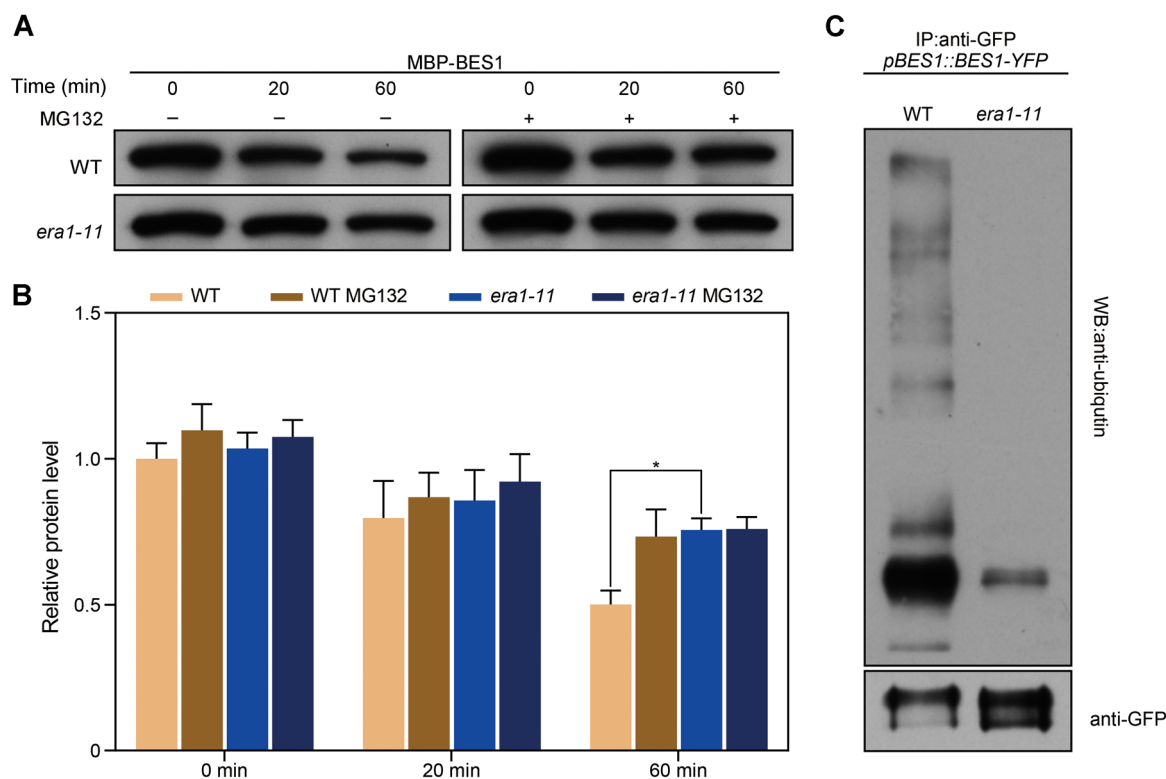 A
MBP-BES1
Time (min) 0 20 60 0 20 60
MG132 – – – + + +
WT
era1-11
B
WT WT MG132 era1-11 era1-11 MG132
1.5
1.0
0.5
0
Relative protein level
*
0 min 20 min 60 min
C
IP:anti-GFP
pBES1::BES1-YFP
WT era1-11
WB:anti-ubiqutin
anti-GFP